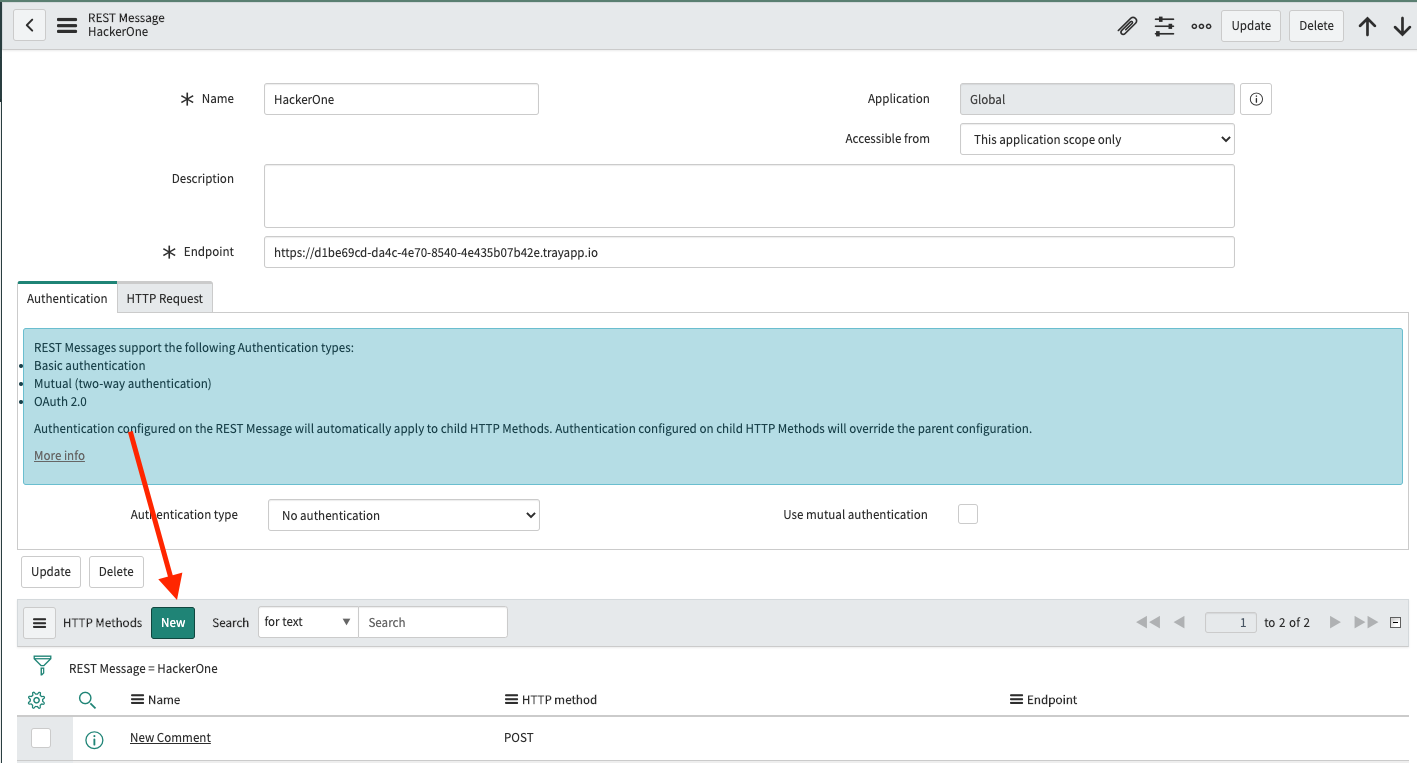 REST Message
HackerOne
Update
Delete
Name
HackerOne
Application
Global
Accessible from
This application scope only
Description
Endpoint
https://d1be69cd-da4c-4e70-8540-4e435b07b42e.trayapp.io
Authentication
HTTP Request
REST Messages support the following Authentication types:
Basic authentication
Mutual (two-way authentication)
OAuth 2.0
Authentication configured on the REST Message will automatically apply to child HTTP Methods. Authentication configured on child HTTP Methods will override the parent configuration.
More info
Authentication type
No authentication
Use mutual authentication
Update
Delete
HTTP Methods
New
Search
for text
Search
1
to 2 of 2
REST Message = HackerOne
Name
HTTP method
Endpoint
New Comment
POST